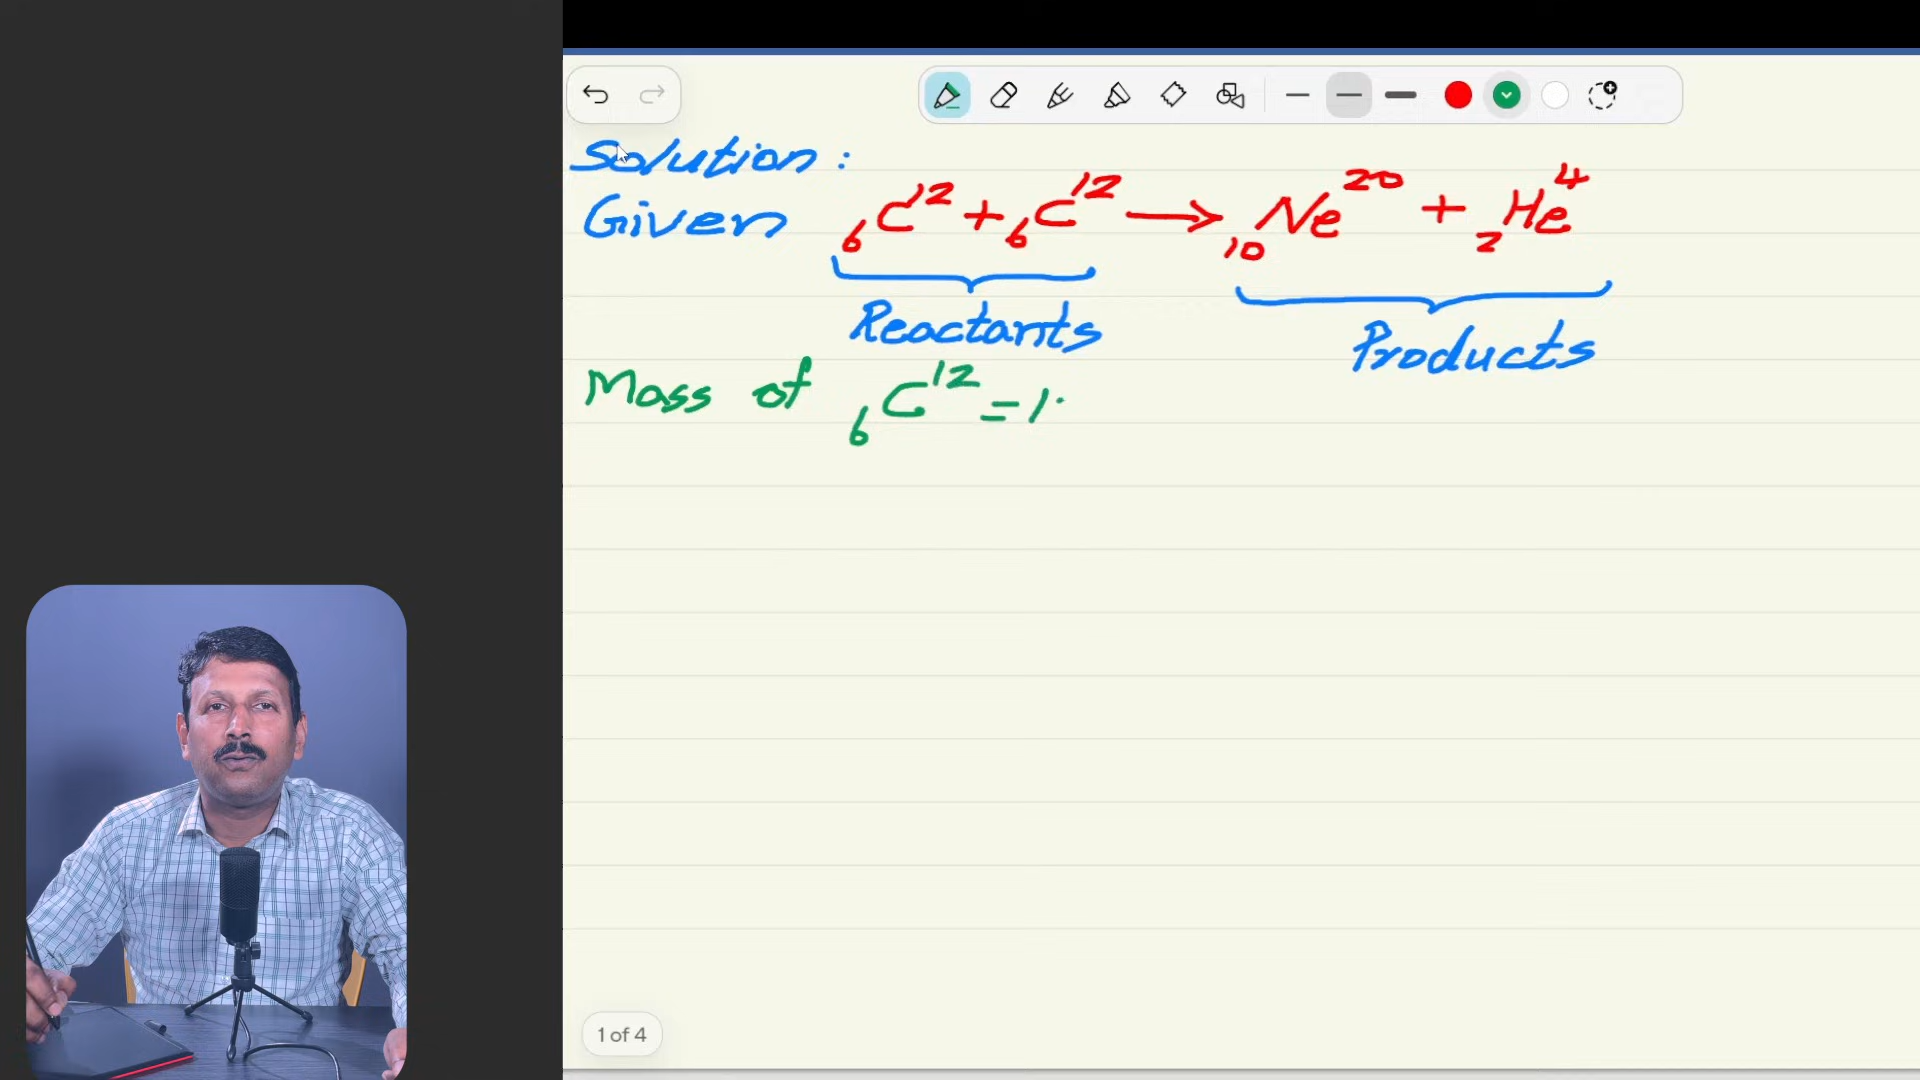 Solution :
Given ₆C¹² + ₆C¹² → ₁₀Ne²⁰ + ₂He⁴
Reactants
Products
Mass of ₆C¹² = 1
1 of 4